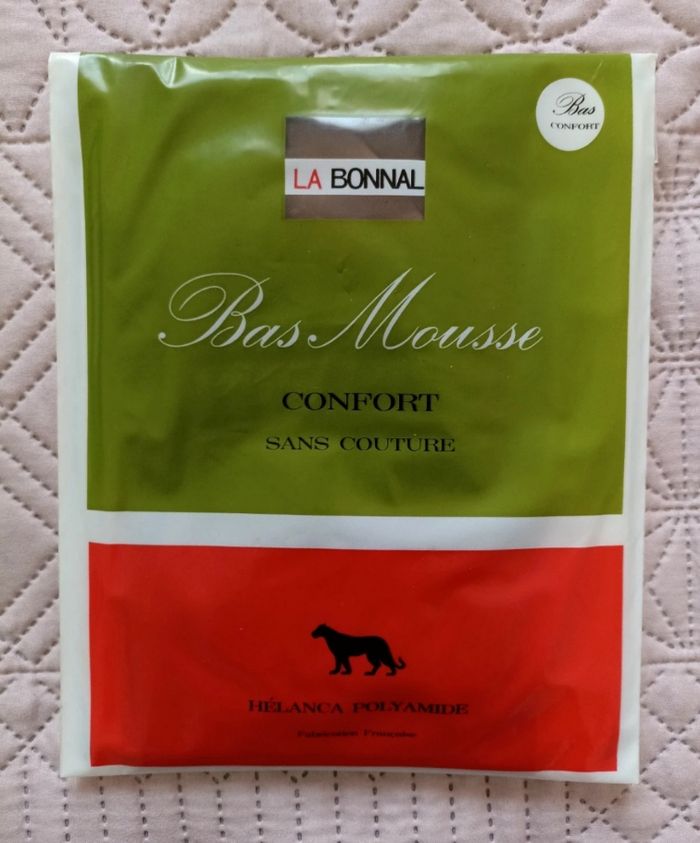 Bas
CONFORT
LA BONNAL
Bas Mousse
CONFORT
SANS COUTURE
HÉLANCA POLYAMIDE
Fabrication Française